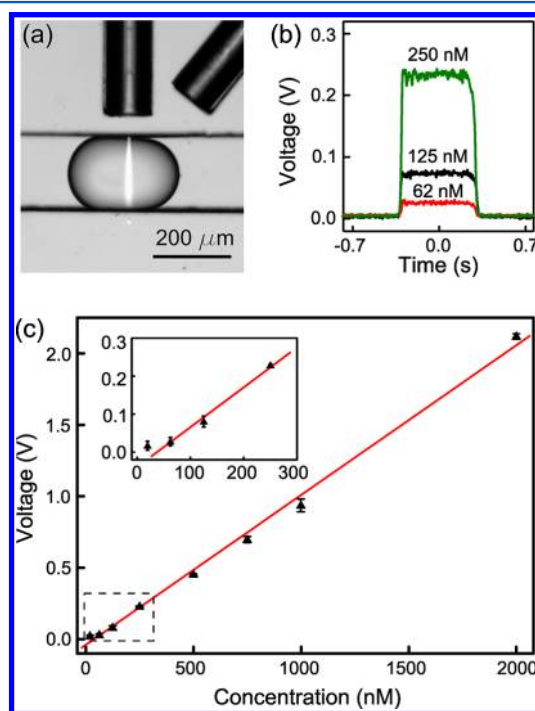 (a)
200 μm
(b)
Voltage (V)
0.3
0.2
0.1
0.0
250 nM
125 nM
62 nM
-0.7 0.0 0.7
Time (s)
(c)
Voltage (V)
2.0
1.5
1.0
0.5
0.0
0.3
0.2
0.1
0.0
0 100 200 300
0 500 1000 1500 2000
Concentration (nM)